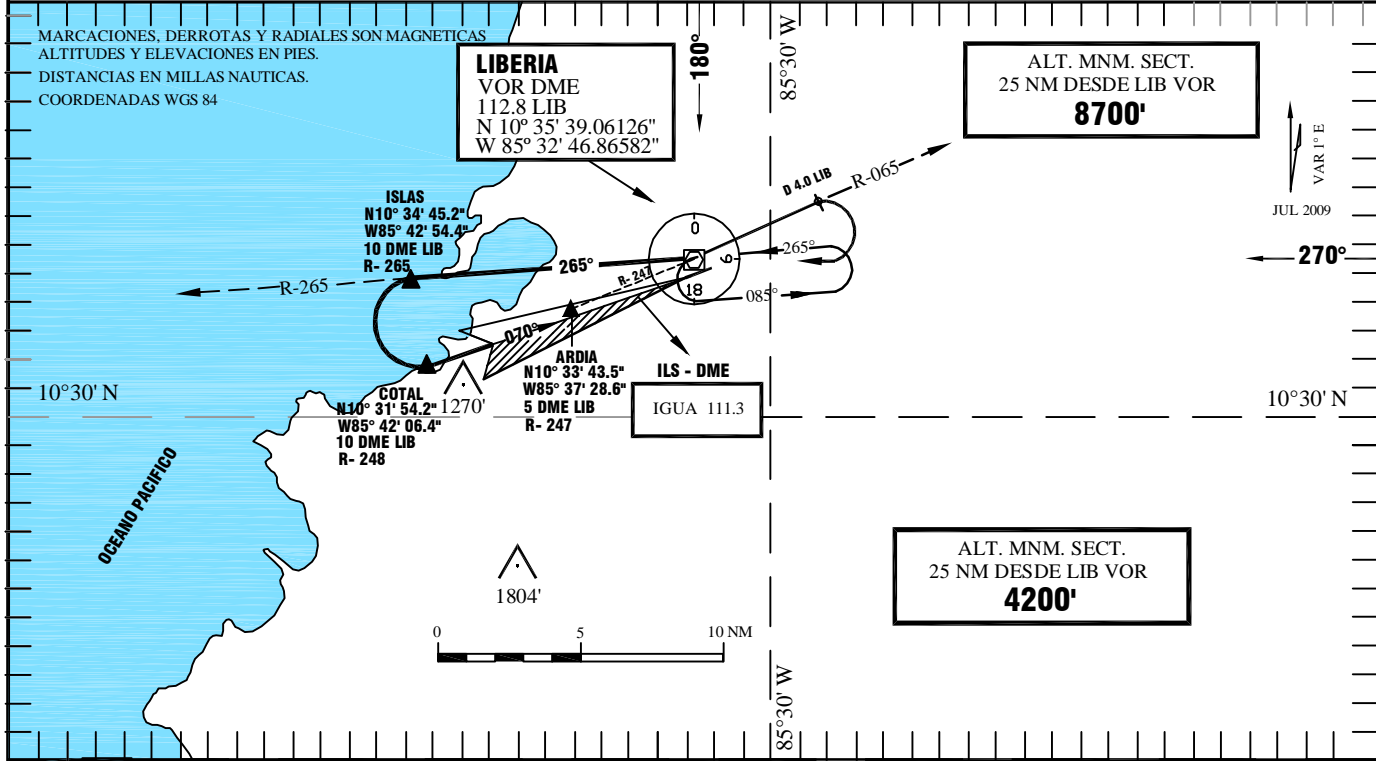 MARCACIONES, DERROTAS Y RADIALES SON MAGNETICAS
ALTITUDES Y ELEVACIONES EN PIES.
DISTANCIAS EN MILLAS NAUTICAS.
COORDENADAS WGS 84
LIBERIA
VOR DME
112.8 LIB
N 10º 35' 39.06126"
W 85º 32' 46.86582"
180°
85°30' W
ALT. MNM. SECT.
25 NM DESDE LIB VOR
8700'
VAR 1° E
JUL 2009
D 4.0 LIB
R-065
ISLAS
N10° 34' 45.2"
W85° 42' 54.4"
10 DME LIB
R- 265
R-265
265°
R- 247
0
6
18
265°
085°
270°
070°
ARDIA
N10° 33' 43.5"
W85° 37' 28.6"
5 DME LIB
R- 247
ILS - DME
IGUA 111.3
10°30' N
10°30' N
COTAL
N10° 31' 54.2"
W85° 42' 06.4"
10 DME LIB
R- 248
1270'
OCEANO PACIFICO
1804'
ALT. MNM. SECT.
25 NM DESDE LIB VOR
4200'
0 5 10 NM
85°30' W